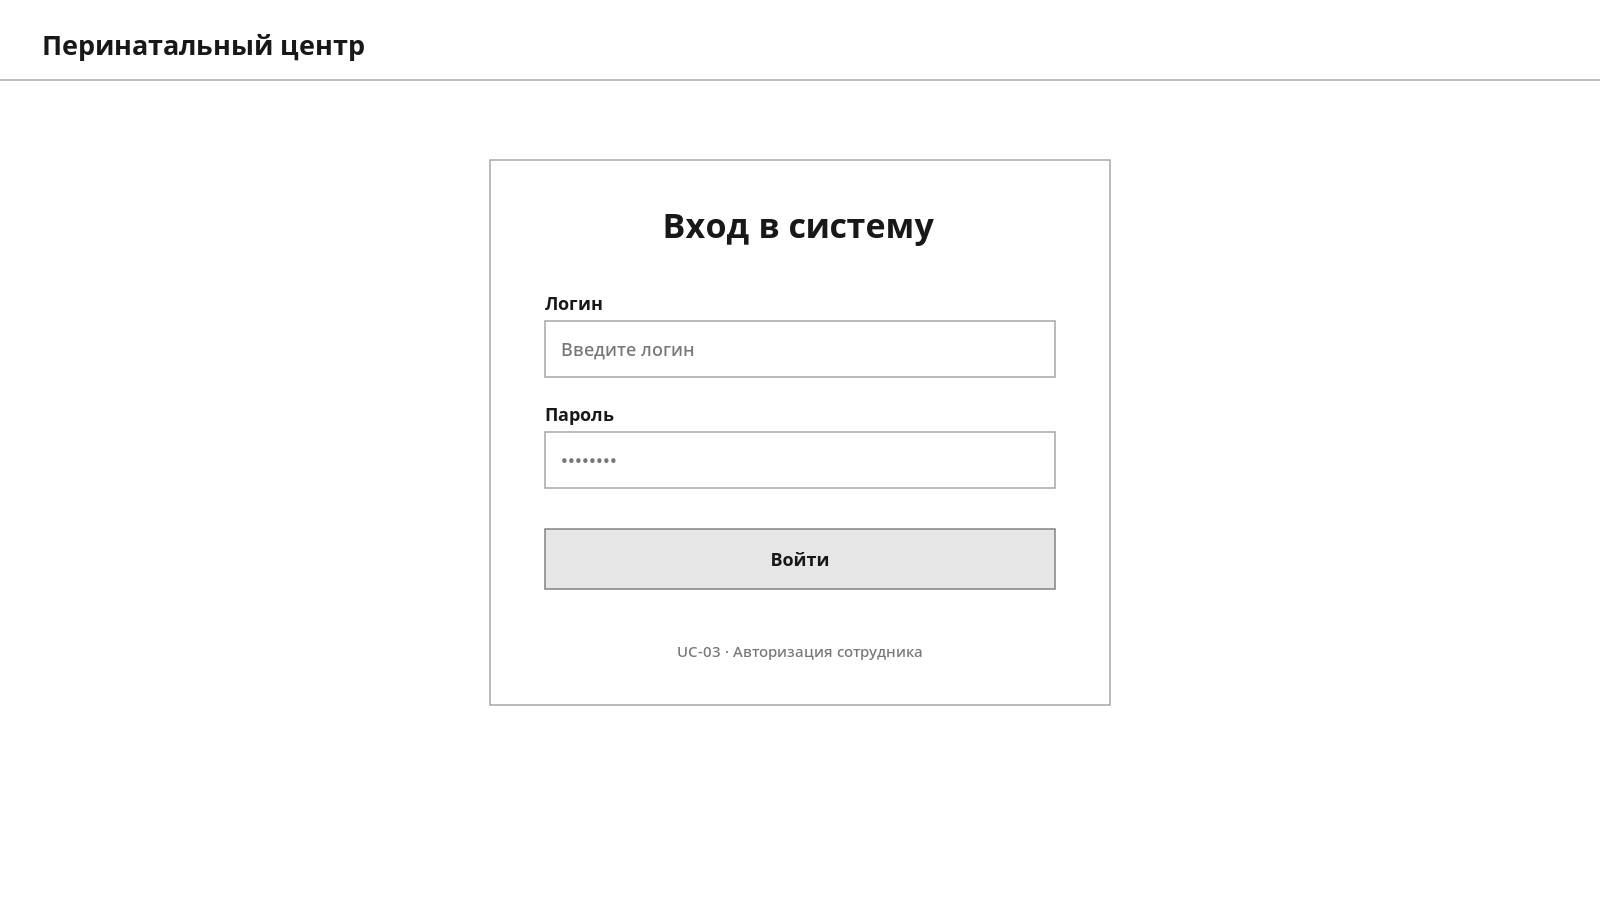 Перинатальный центр
Вход в систему
Логин
Введите логин
Пароль
••••••••
Войти
UC-03 · Авторизация сотрудника